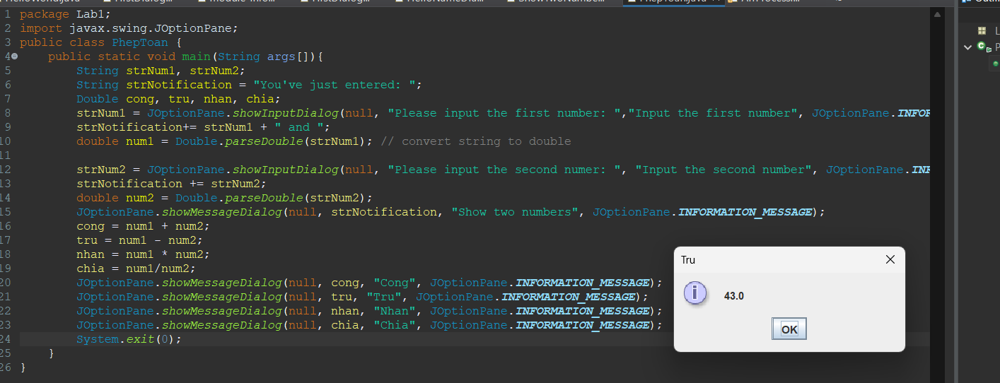 HelloWorld.java
HelloNameDia...
ShowTwoNumbe...
PhepToan.java
1 package Lab1;
2 import javax.swing.JOptionPane;
3 public class PhepToan {
4 public static void main(String args[]){
5 String strNum1, strNum2;
6 String strNotification = "You've just entered: ";
7 Double cong, tru, nhan, chia;
8 strNum1 = JOptionPane.showInputDialog(null, "Please input the first number: ","Input the first number", JOptionPane.INFOR
9 strNotification+= strNum1 + " and ";
10 double num1 = Double.parseDouble(strNum1); // convert string to double
11
12 strNum2 = JOptionPane.showInputDialog(null, "Please input the second numer: ", "Input the second number", JOptionPane.INF
13 strNotification += strNum2;
14 double num2 = Double.parseDouble(strNum2);
15 JOptionPane.showMessageDialog(null, strNotification, "Show two numbers", JOptionPane.INFORMATION_MESSAGE);
16 cong = num1 + num2;
17 tru = num1 - num2;
18 nhan = num1 * num2;
19 chia = num1/num2;
20 JOptionPane.showMessageDialog(null, cong, "Cong", JOptionPane.INFORMATION_MESSAGE);
21 JOptionPane.showMessageDialog(null, tru, "Tru", JOptionPane.INFORMATION_MESSAGE);
22 JOptionPane.showMessageDialog(null, nhan, "Nhan", JOptionPane.INFORMATION_MESSAGE);
23 JOptionPane.showMessageDialog(null, chia, "Chia", JOptionPane.INFORMATION_MESSAGE);
24 System.exit(0);
25 }
26 }
Tru
43.0
OK